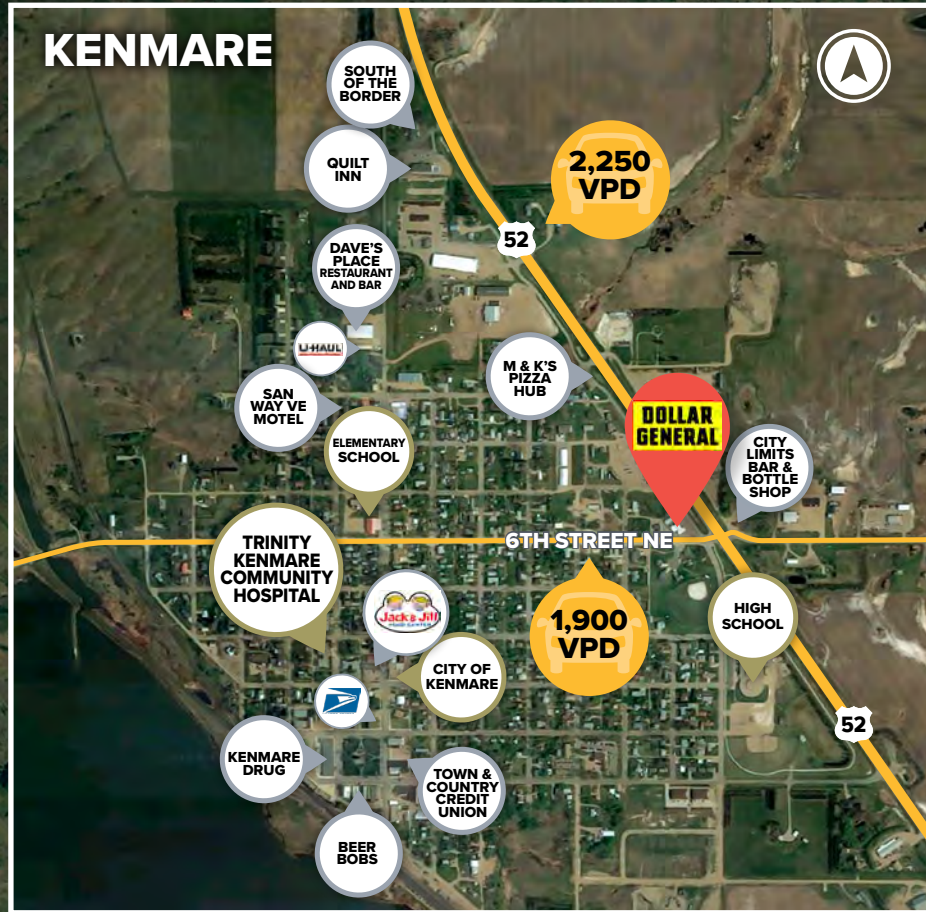 KENMARE
SOUTH
OF THE
BORDER
QUILT
INN
2,250
VPD
52
DAVE'S
PLACE
RESTAURANT
AND BAR
U-HAUL
M & K'S
PIZZA
HUB
SAN
WAY VE
MOTEL
DOLLAR
GENERAL
ELEMENTARY
SCHOOL
CITY
LIMITS
BAR &
BOTTLE
SHOP
6TH STREET NE
TRINITY
KENMARE
COMMUNITY
HOSPITAL
Jack & Jill
FOOD CENTER
1,900
VPD
HIGH
SCHOOL
CITY OF
KENMARE
52
KENMARE
DRUG
TOWN &
COUNTRY
CREDIT
UNION
BEER
BOBS